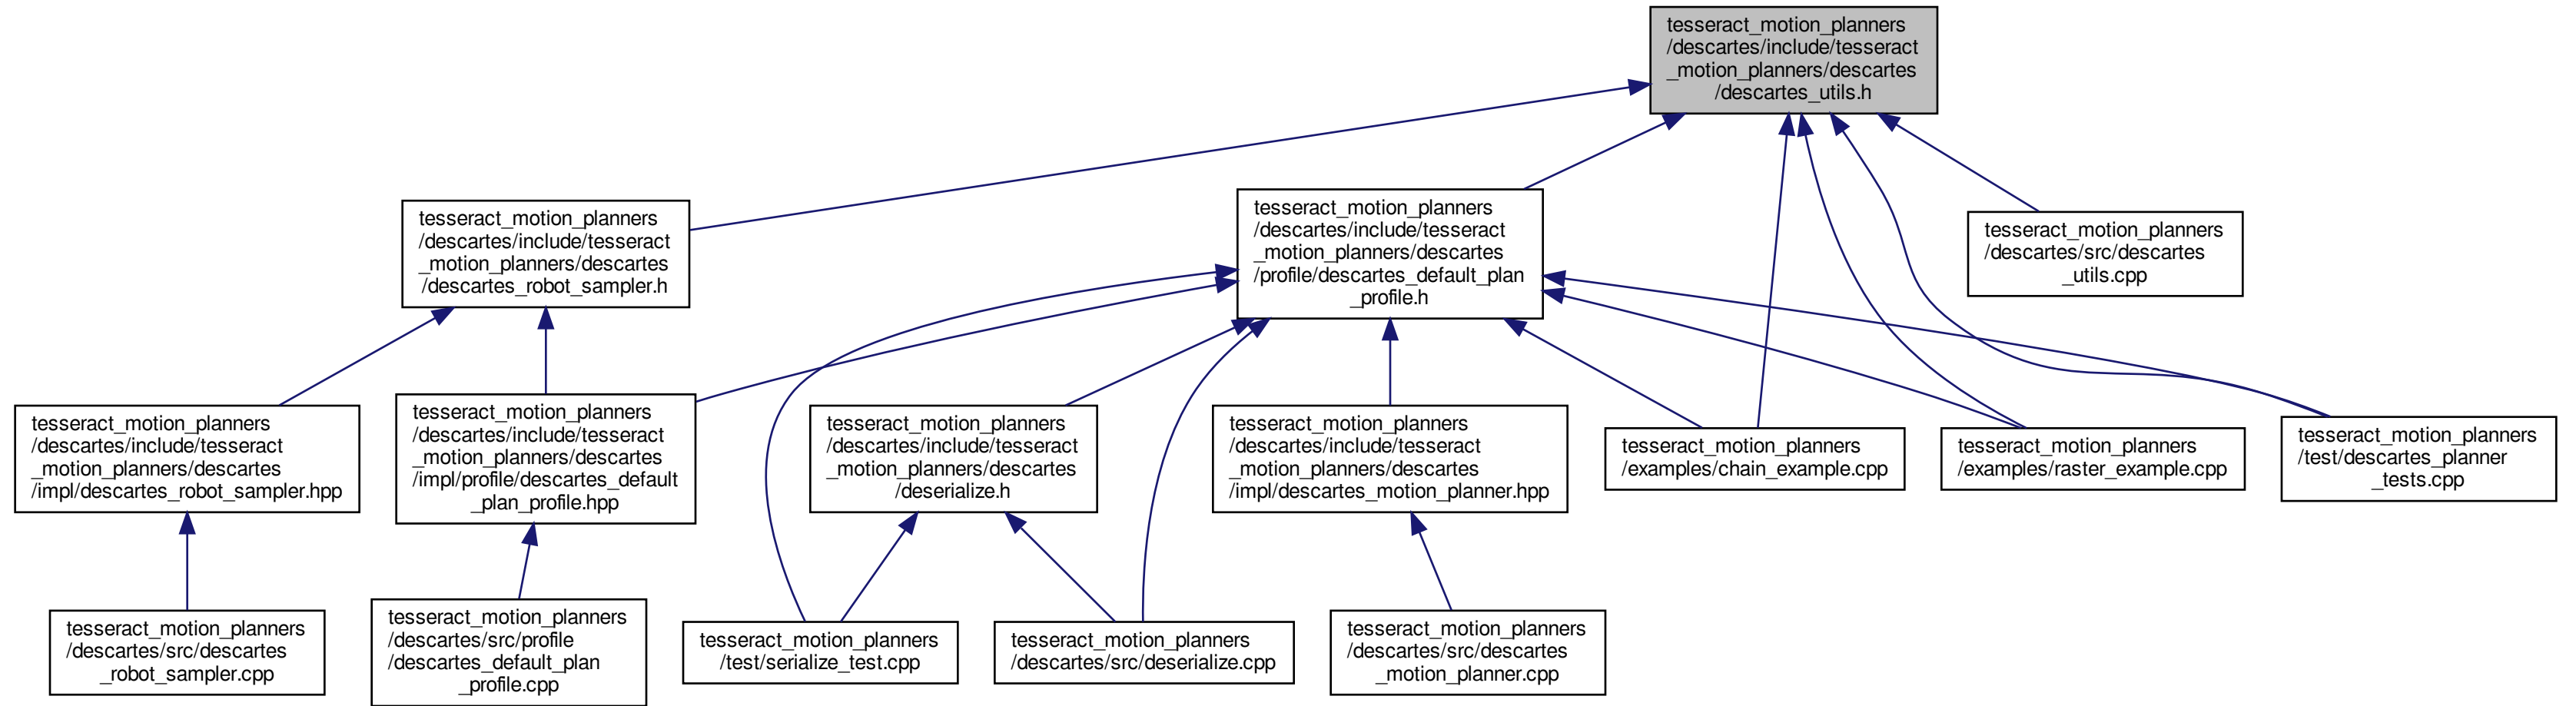 tesseract_motion_planners
/descartes/include/tesseract
_motion_planners/descartes
/descartes_utils.h
tesseract_motion_planners
/descartes/include/tesseract
_motion_planners/descartes
/descartes_robot_sampler.h
tesseract_motion_planners
/descartes/include/tesseract
_motion_planners/descartes
/profile/descartes_default_plan
_profile.h
tesseract_motion_planners
/descartes/src/descartes
_utils.cpp
tesseract_motion_planners
/descartes/include/tesseract
_motion_planners/descartes
/impl/descartes_robot_sampler.hpp
tesseract_motion_planners
/descartes/include/tesseract
_motion_planners/descartes
/impl/profile/descartes_default
_plan_profile.hpp
tesseract_motion_planners
/descartes/include/tesseract
_motion_planners/descartes
/deserialize.h
tesseract_motion_planners
/descartes/include/tesseract
_motion_planners/descartes
/impl/descartes_motion_planner.hpp
tesseract_motion_planners
/examples/chain_example.cpp
tesseract_motion_planners
/examples/raster_example.cpp
tesseract_motion_planners
/test/descartes_planner
_tests.cpp
tesseract_motion_planners
/descartes/src/descartes
_robot_sampler.cpp
tesseract_motion_planners
/descartes/src/profile
/descartes_default_plan
_profile.cpp
tesseract_motion_planners
/test/serialize_test.cpp
tesseract_motion_planners
/descartes/src/deserialize.cpp
tesseract_motion_planners
/descartes/src/descartes
_motion_planner.cpp